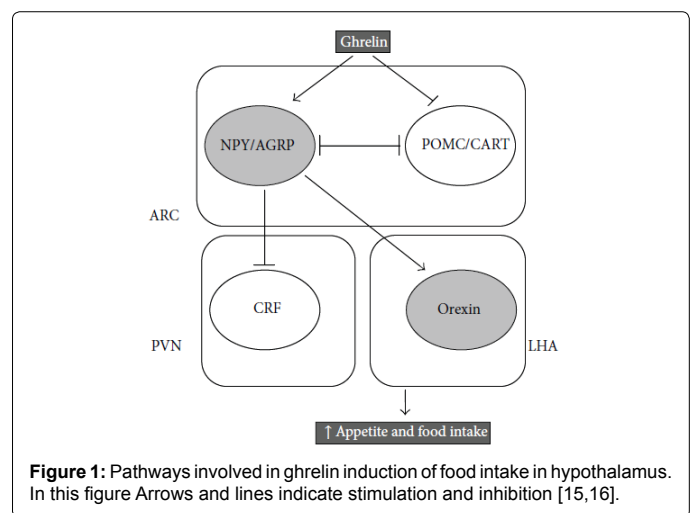 Ghrelin
NPY/AGRP
POMC/CART
ARC
CRF
Orexin
PVN
LHA
↑ Appetite and food intake
Figure 1: Pathways involved in ghrelin induction of food intake in hypothalamus.
In this figure Arrows and lines indicate stimulation and inhibition [15,16].